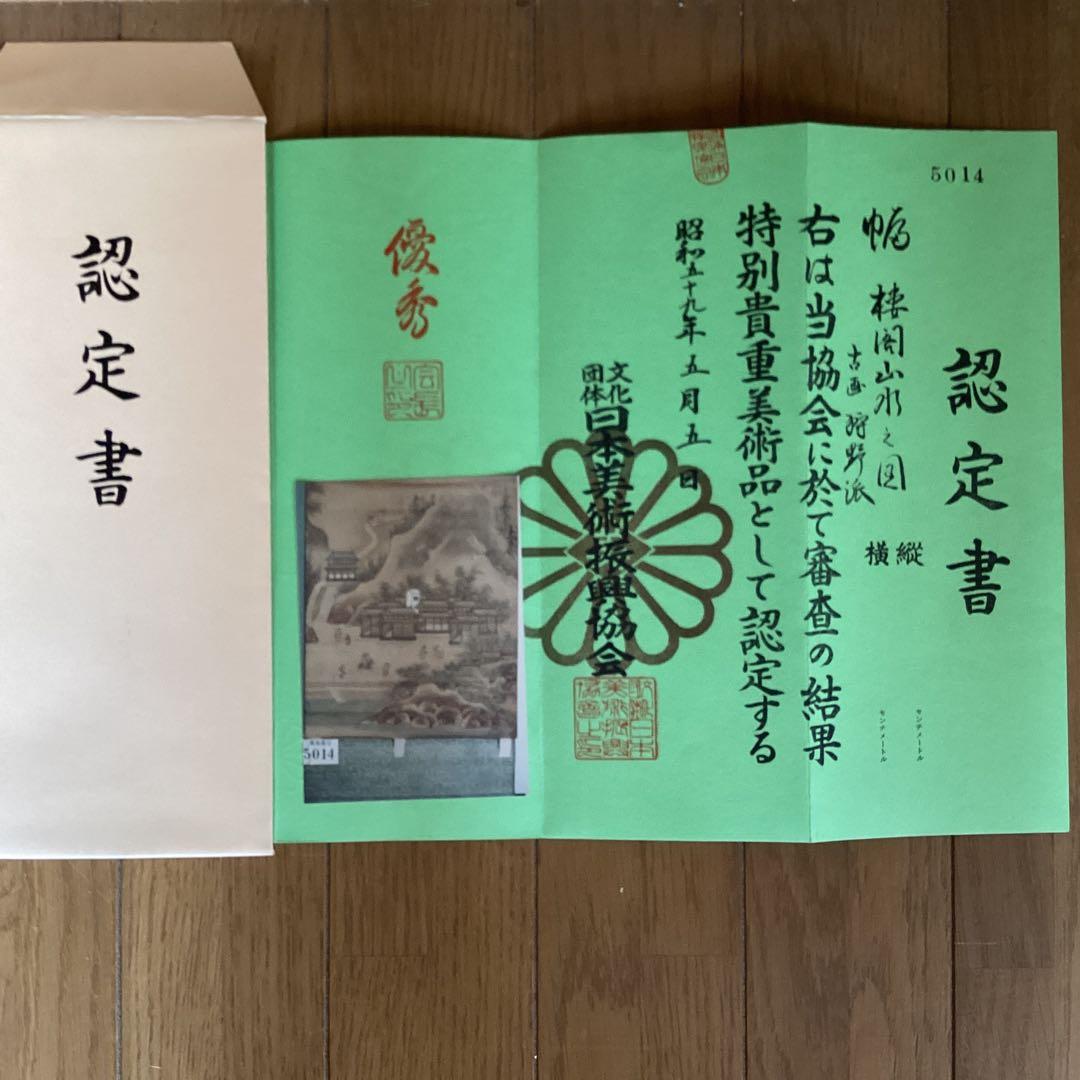 認定書
5014
認定書
幅 楼閣山水之図
古画 狩野派
縦 センチメートル
横 センチメートル
右は当協会に於て審査の結果
特別貴重美術品として認定する
昭和五十九年五月五日
文化団体
日本美術振興協会
優秀
会長之印
5014